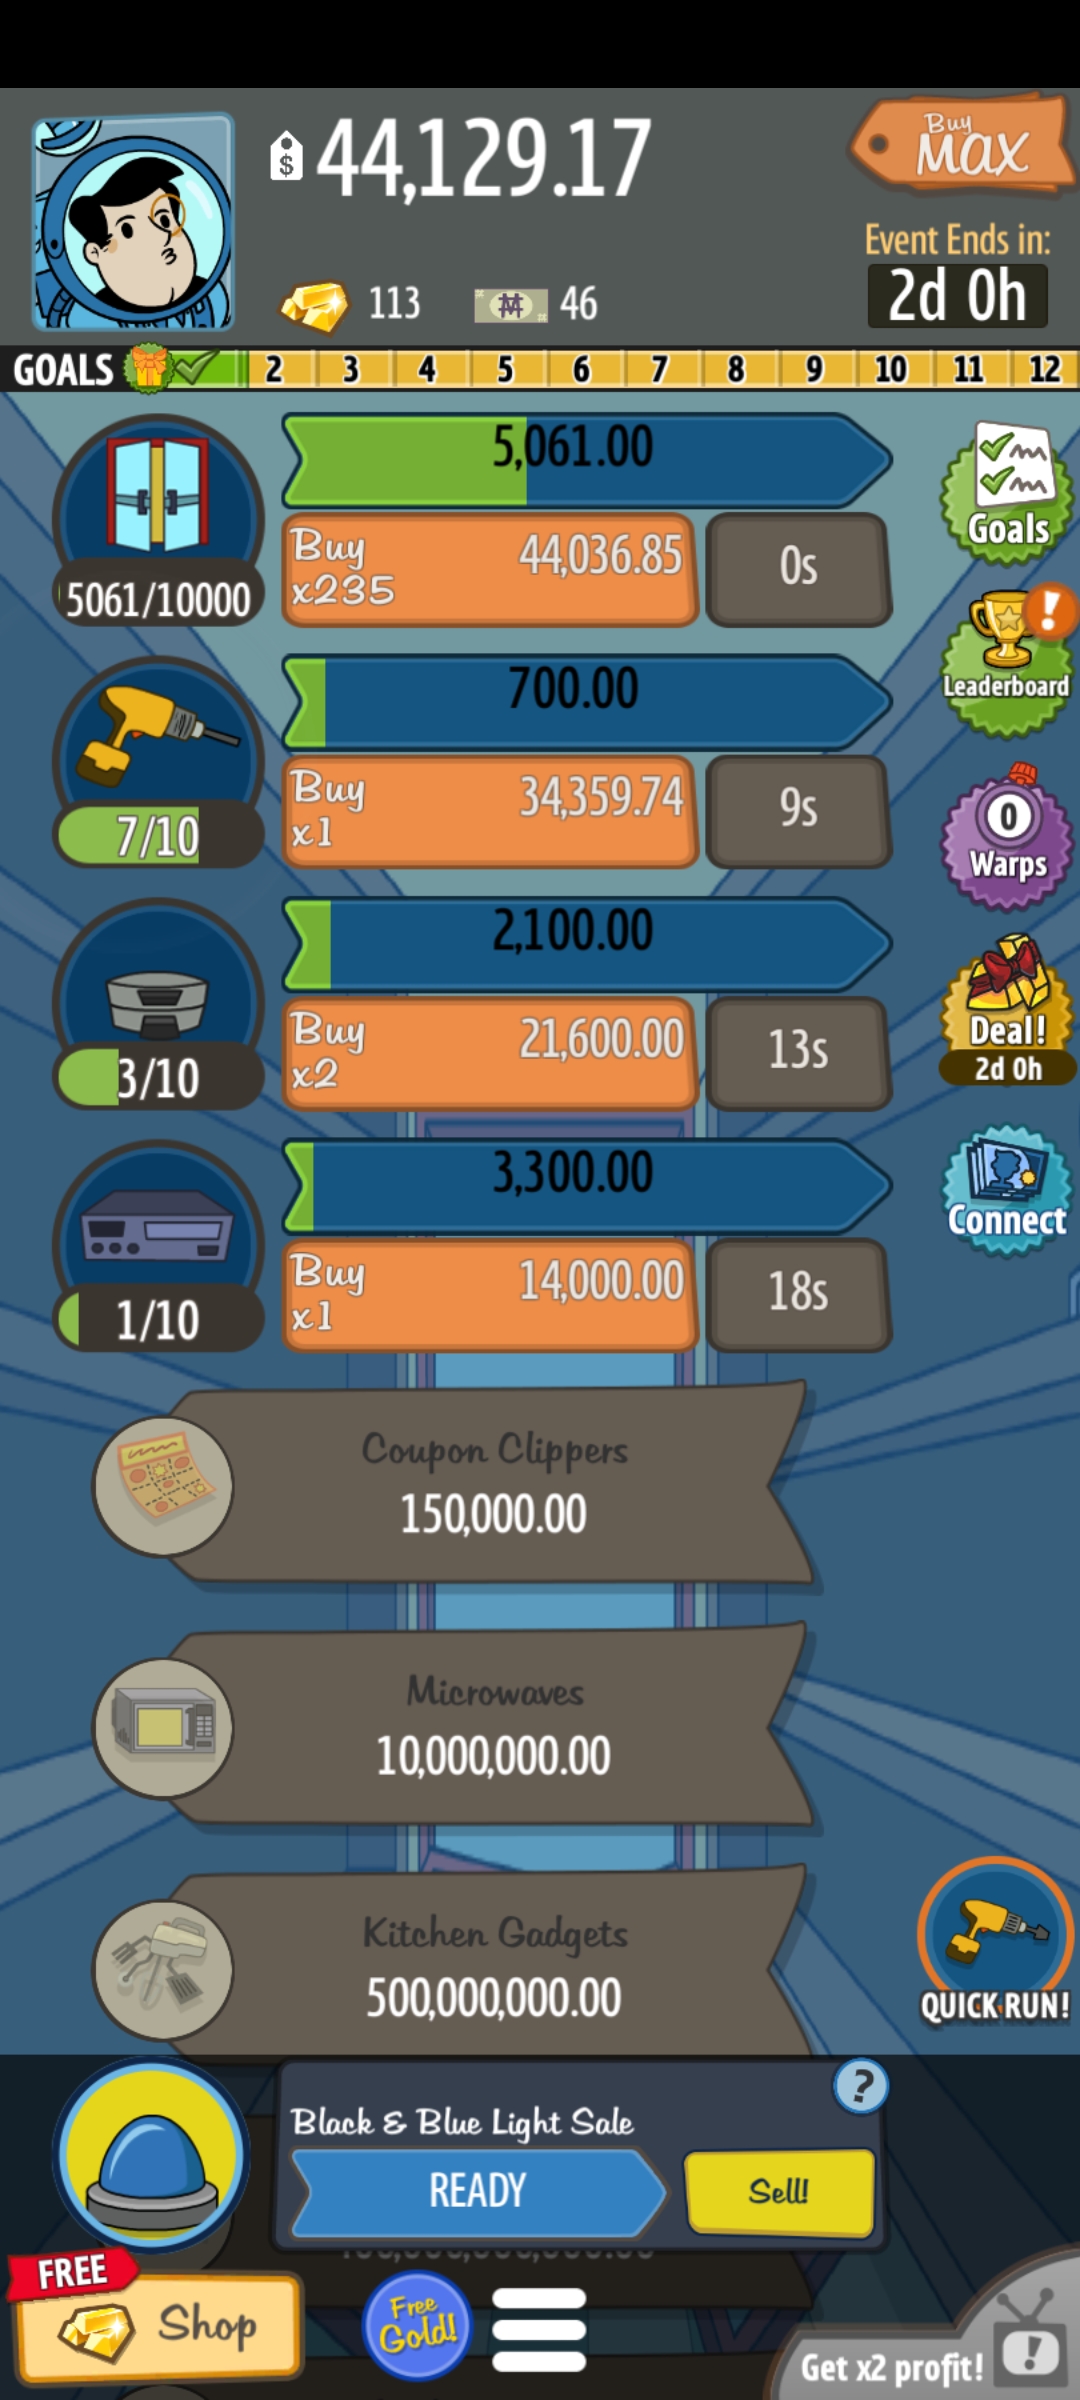 $ 44,129.17
Buy
MAX
Event Ends in:
2d 0h
113
46
GOALS 2 3 4 5 6 7 8 9 10 11 12
5,061.00
Buy
x235
44,036.85
0s
5061/10000
Goals
700.00
Buy
x1
34,359.74
9s
7/10
!
Leaderboard
0
Warps
2,100.00
Buy
x2
21,600.00
13s
3/10
Deal!
2d 0h
3,300.00
Buy
x1
14,000.00
18s
1/10
Connect
Coupon Clippers
150,000.00
Microwaves
10,000,000.00
Kitchen Gadgets
500,000,000.00
QUICK RUN!
Black & Blue Light Sale
?
READY
Sell!
FREE
Shop
Free
Gold!
Get x2 profit!
!